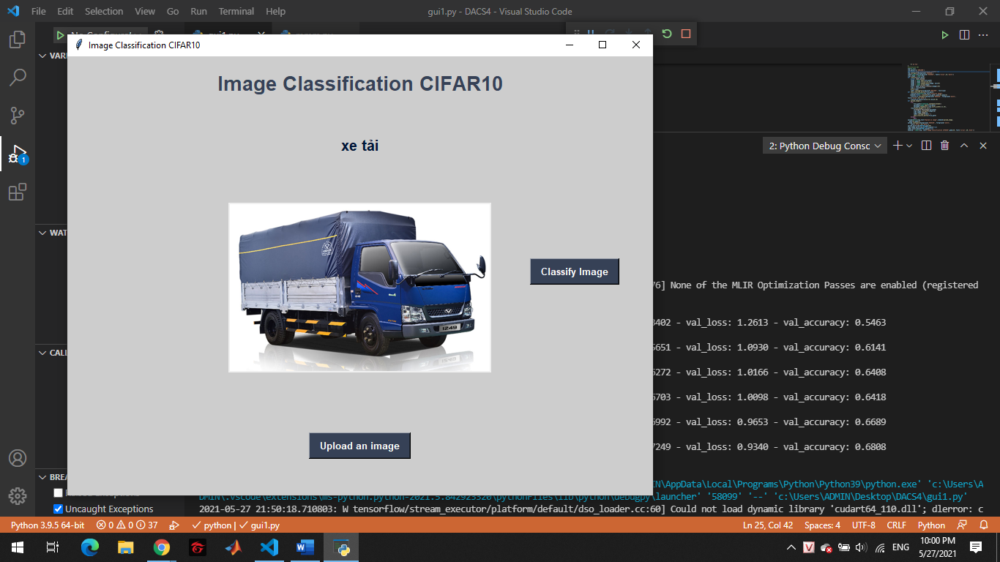 File Edit Selection View Go Run Terminal Help
gui1.py - DACS4 - Visual Studio Code
Image Classification CIFAR10
Image Classification CIFAR10
xe tải
1249
Classify Image
Upload an image
VARI
WAT
CALL
BREA
Uncaught Exceptions
2: Python Debug Consc
76] None of the MLIR Optimization Passes are enabled (registered
3402 - val_loss: 1.2613 - val_accuracy: 0.5463
5651 - val_loss: 1.0930 - val_accuracy: 0.6141
6272 - val_loss: 1.0166 - val_accuracy: 0.6408
6703 - val_loss: 1.0098 - val_accuracy: 0.6418
6992 - val_loss: 0.9653 - val_accuracy: 0.6689
7249 - val_loss: 0.9340 - val_accuracy: 0.6808
IN\AppData\Local\Programs\Python\Python39\python.exe' 'c:\Users\A
DMIN\.vscode\extensions\ms-python.python-2021.5.842923320\pythonFiles\lib\python\debugpy\launcher' '58099' '--' 'c:\Users\ADMIN\Desktop\DACS4\gui1.py'
2021-05-27 21:50:18.710803: W tensorflow/stream_executor/platform/default/dso_loader.cc:60] Could not load dynamic library 'cudart64_110.dll'; dlerror: c
Python 3.9.5 64-bit 0 0 37 python | gui1.py Ln 25, Col 42 Spaces: 4 UTF-8 CRLF Python
ENG
10:00 PM
5/27/2021